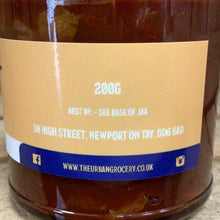 200G
BEST BY: - SEE BASE OF JAR
38 HIGH STREET, NEWPORT ON TAY, DD6 8AD
WWW.THEURBANGROCERY.CO.UK